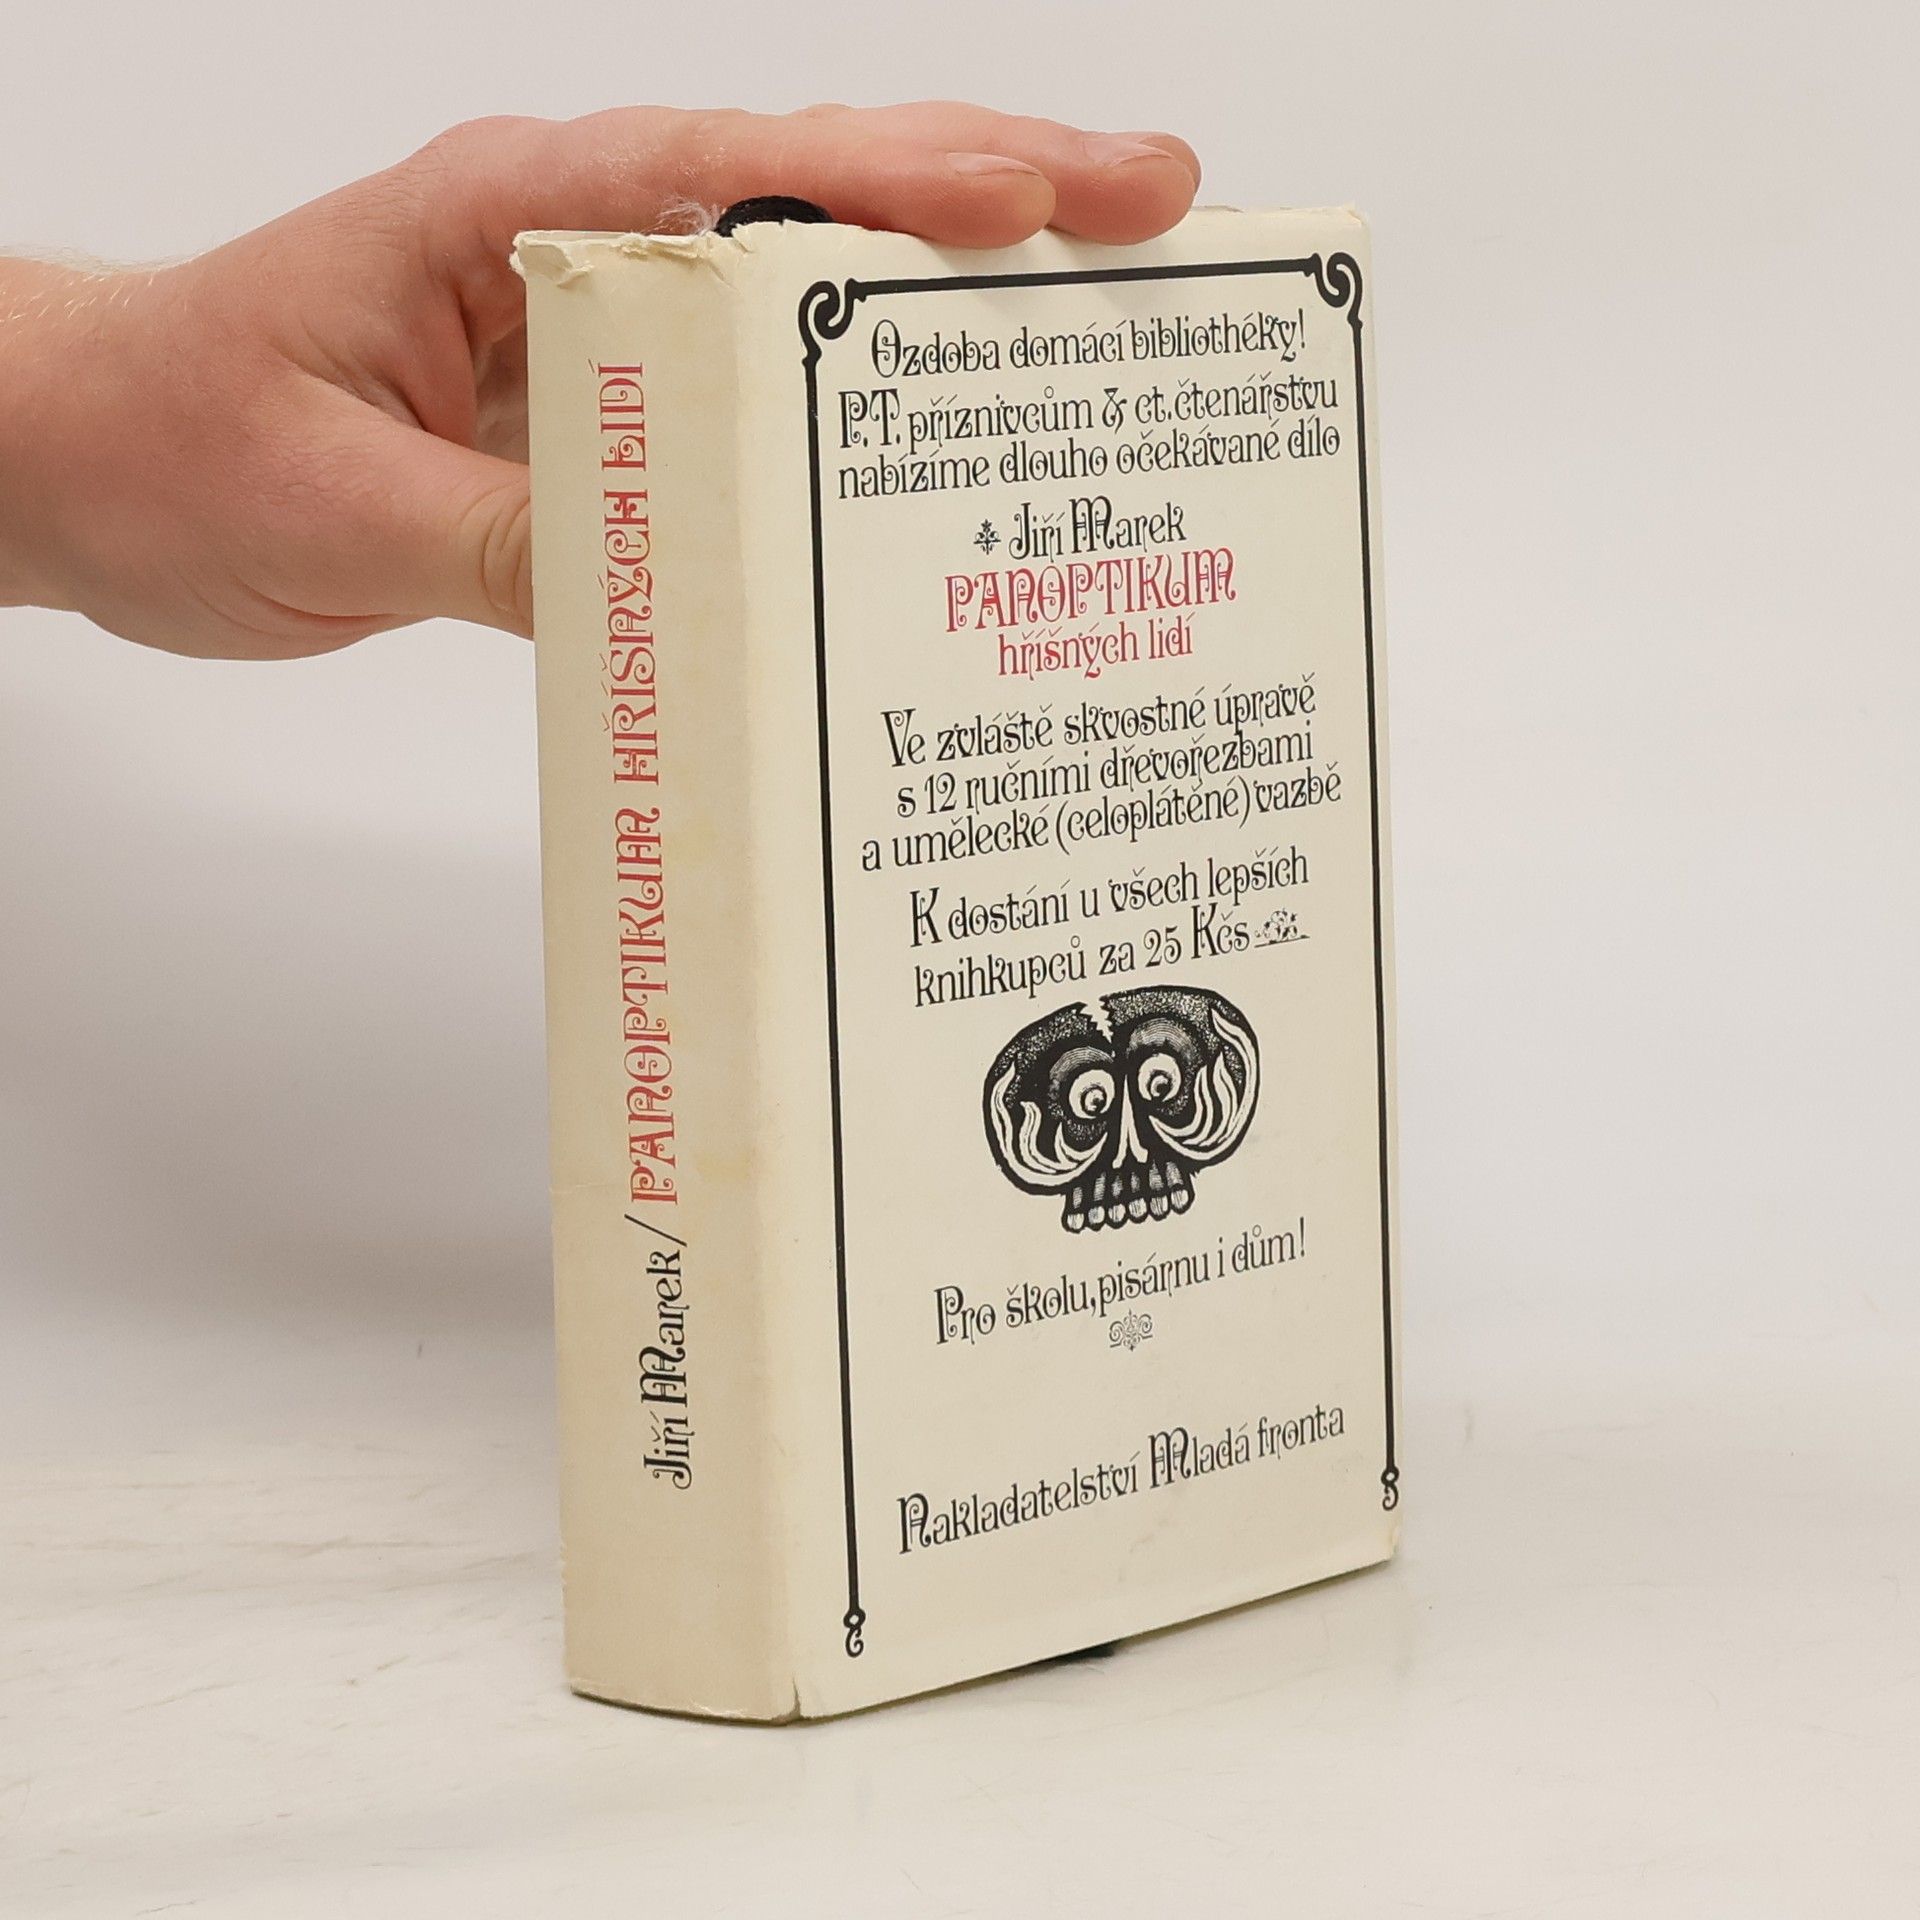 Jiří Marek / PANOPTIKUM HŘÍŠNÝCH LIDÍ
Ozdoba domácí bibliothéky!
P.T. příznivcům & ct. čtenářstvu
nabízíme dlouho očekávané dílo
Jiří Marek
PANOPTIKUM
hříšných lidí
Ve zvláště skvostné úpravě
s 12 ručními dřevořezbami
a umělecké (celoplátěné) vazbě
K dostání u všech lepších
knihkupců za 25 Kčs
Pro školu, pisárnu i dům!
Nakladatelství Mladá fronta